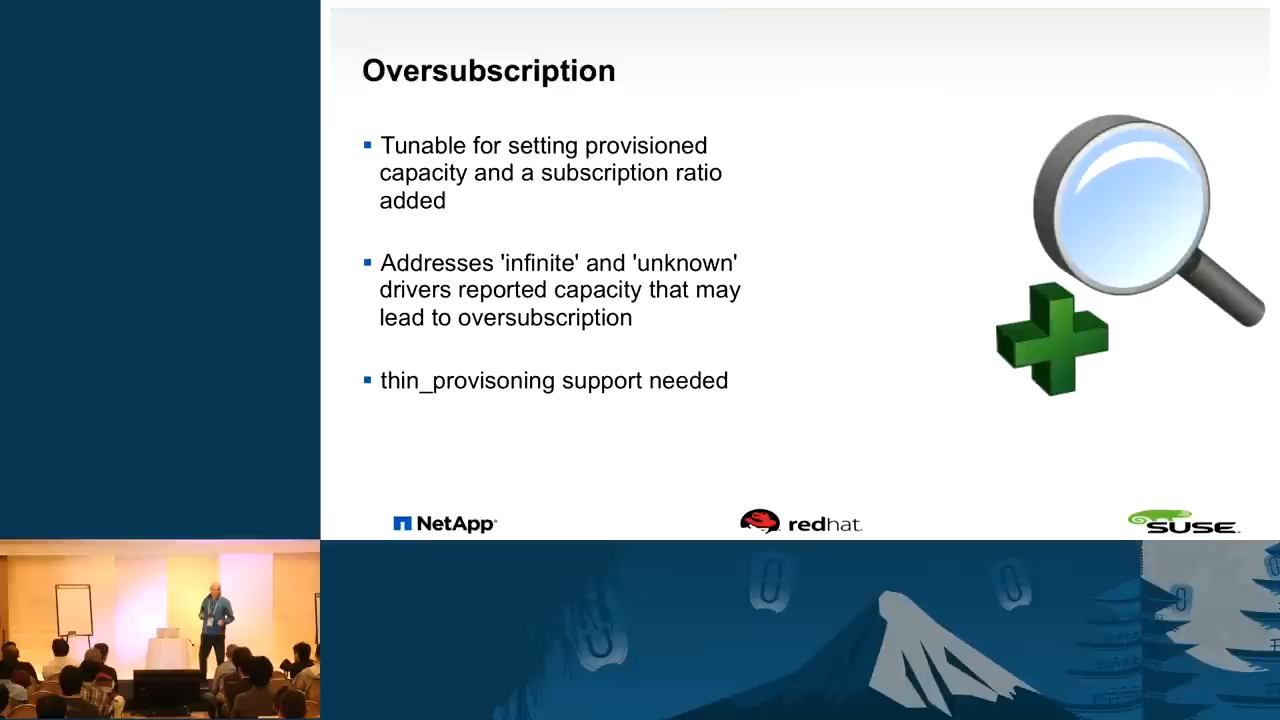 Oversubscription
Tunable for setting provisioned
capacity and a subscription ratio
added
Addresses 'infinite' and 'unknown'
drivers reported capacity that may
lead to oversubscription
thin_provisoning support needed
NetApp
redhat.
SUSE